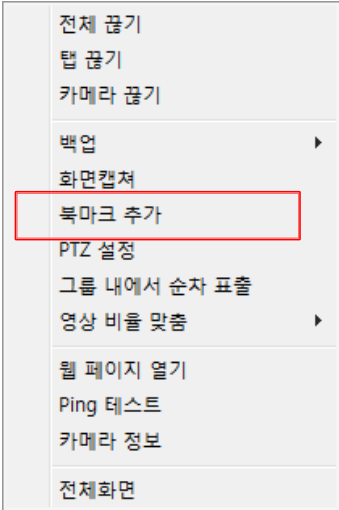 전체 끊기
탭 끊기
카메라 끊기
백업
화면캡쳐
북마크 추가
PTZ 설정
그룹 내에서 순차 표출
영상 비율 맞춤
웹 페이지 열기
Ping 테스트
카메라 정보
전체화면